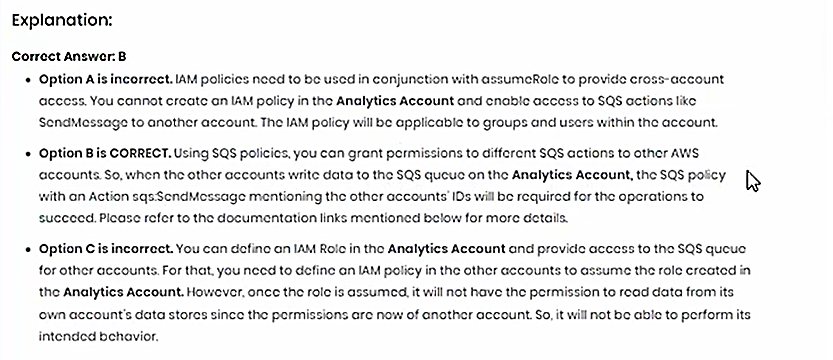 Explanation:
Correct Answer: B
• Option A is incorrect. IAM policies need to be used in conjunction with assumeRole to provide cross-account
access. You cannot create an IAM policy in the Analytics Account and enable access to SQS actions like
SendMessage to another account. The IAM policy will be applicable to groups and users within the account.
• Option B is CORRECT. Using SQS policies, you can grant permissions to different SQS actions to other AWS
accounts. So, when the other accounts write data to the SQS queue on the Analytics Account, the SQS policy
with an Action sqs:SendMessage mentioning the other accounts' IDs will be required for the operations to
succeed. Please refer to the documentation links mentioned below for more details.
• Option C is incorrect. You can define an IAM Role in the Analytics Account and provide access to the SQS queue
for other accounts. For that, you need to define an IAM policy in the other accounts to assume the role created in
the Analytics Account. However, once the role is assumed, it will not have the permission to read data from its
own account's data stores since the permissions are now of another account. So, it will not be able to perform its
intended behavior.